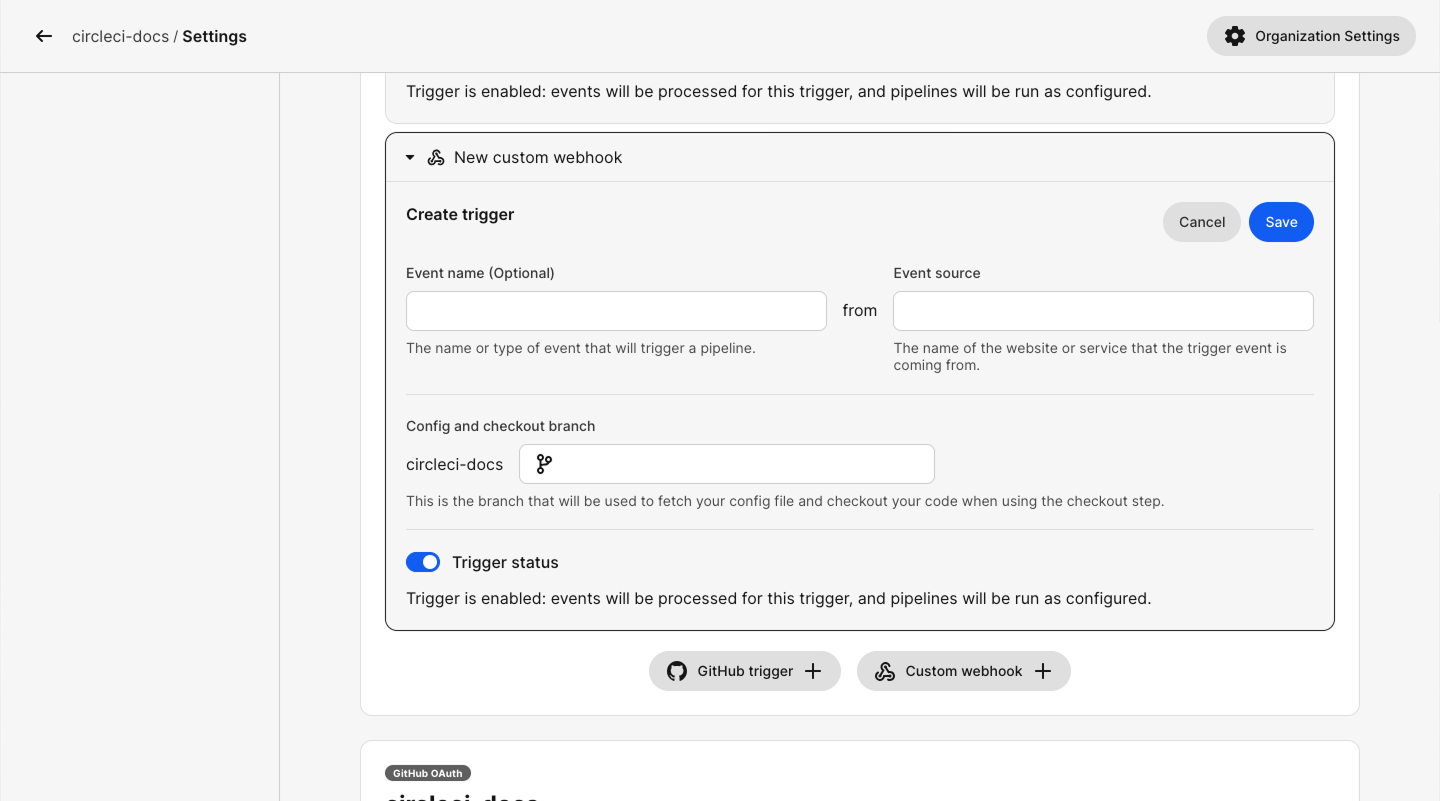 circleci-docs / Settings
Organization Settings
Trigger is enabled: events will be processed for this trigger, and pipelines will be run as configured.
New custom webhook
Create trigger
Cancel
Save
Event name (Optional)
Event source
from
The name or type of event that will trigger a pipeline.
The name of the website or service that the trigger event is
coming from.
Config and checkout branch
circleci-docs
This is the branch that will be used to fetch your config file and checkout your code when using the checkout step.
Trigger status
Trigger is enabled: events will be processed for this trigger, and pipelines will be run as configured.
GitHub trigger
Custom webhook
GitHub OAuth
circleci-docs